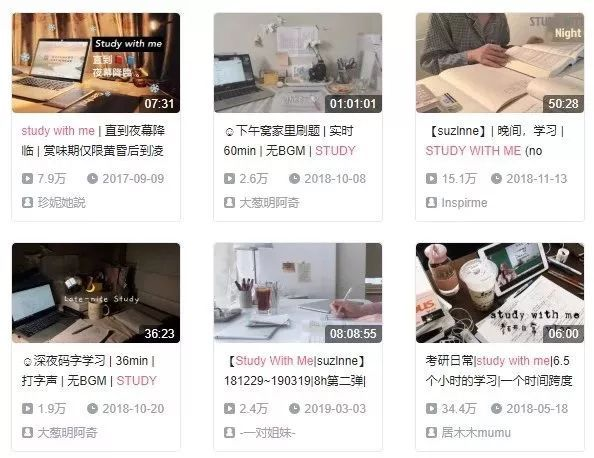 Study with me
直到
夜幕降臨
07:31
study with me | 直到夜幕降
临 | 赏味期仅限黄昏后到凌
7.9万 2017-09-09
珍妮她説
01:01:01
☺下午窝家里刷题 | 实时
60min | 无BGM | STUDY
2.6万 2018-10-08
大葱明阿奇
STUDY WITH
Night
50:28
【suzInne】| 晚间，学习 |
STUDY WITH ME (no
15.1万 2018-11-13
Inspirme
Late-nite Study
36:23
☺深夜码字学习 | 36min |
打字声 | 无BGM | STUDY
1.9万 2018-10-20
大葱明阿奇
08:08:55
【Study With Me|suzInne】
181229~190319|8h第二弹|
2.4万 2019-03-03
-一对姐妹-
study with me
06:00
考研日常|study with me|6.5
个小时的学习|一个时间跨度
34.4万 2018-05-18
居木木mumu